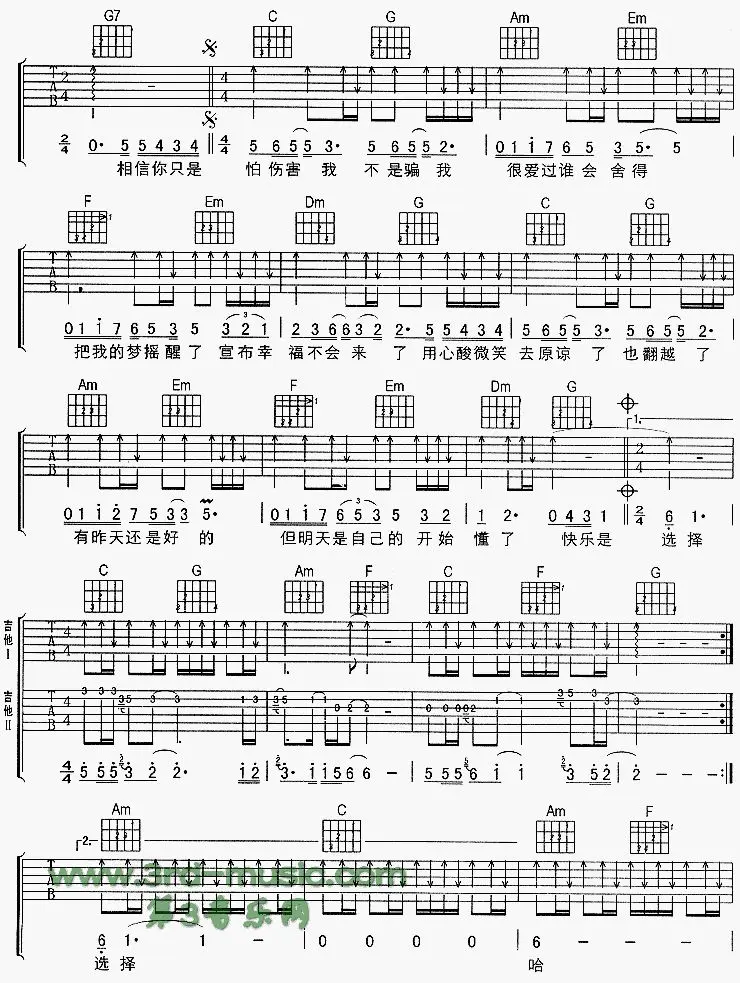 G7 C G Am Em
T A B 2 4 4 4
2/4 0· 5 5 4 3 4 4/4 5 6 5 5 3· 5 6 5 5 2· 0 1 1 7 6 5 3 5· 5
相信你只是 怕伤害 我 不是骗 我 很爱过谁会 舍得
F Em Dm G C G
T A B
0 1 1 7 6 5 3 5 3 2 1 2 3 6 6 3 2 2· 5 5 4 3 4 5 6 5 5 3· 5 6 5 5 2·
把我的梦摇醒了 宣布幸 福不会 来 了 用心酸微笑 去原谅 了 也翻越 了
Am Em F Em Dm G 1.
T A B 2 4
0 1 1 2 7 5 3 3 5· 0 1 1 7 6 5 3 5 3 2 1 2· 0 4 3 1 2/4 6 1·
有昨天还是好 的 但明天是自己的 开始 懂了 快乐是 选择
C G Am F C F G
吉他Ⅰ T A B 4 4
吉他Ⅱ T A B 4 4
4/4 5 5 5 5 3 2 2· 1 2 3· 1 1 5 6 6 - 5 5 5 5 6 1 1 3 5 2 2 - - -
2. Am C Am F
www.3rd-music.com
T A B
第3音乐网
6 1· 1 - 0 0 0 0 6 - - -
选择 哈